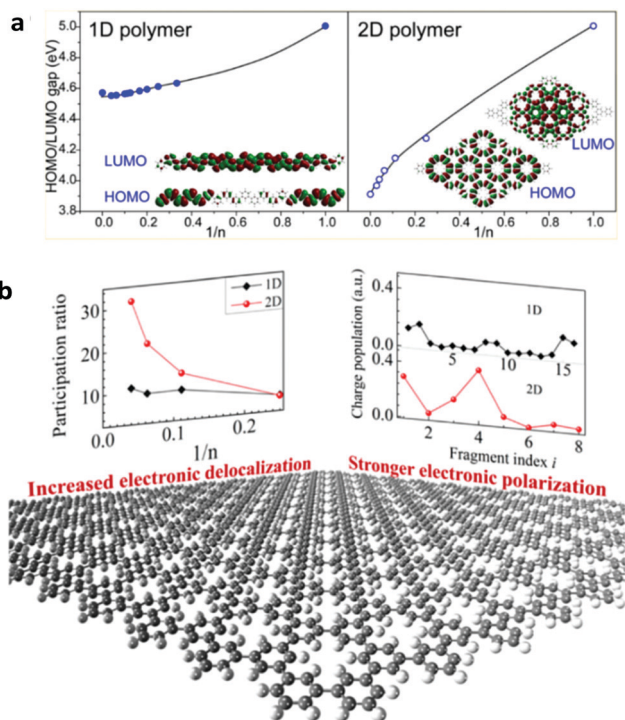 a
1D polymer
2D polymer
HOMO/LUMO gap (eV)
5.0
4.8
4.6
4.4
4.2
4.0
3.8
LUMO
HOMO
LUMO
HOMO
0.0 0.2 0.4 0.6 0.8 1.0
0.0 0.2 0.4 0.6 0.8 1.0
1/n
1/n
b
Participation ratio
30
20
10
1D
2D
0.0 0.1 0.2
1/n
Charge population (a.u.)
0.4
0.0
1D
5 10 15
0.4
0.0
2D
2 4 6 8
Fragment index i
Increased electronic delocalization
Stronger electronic polarization